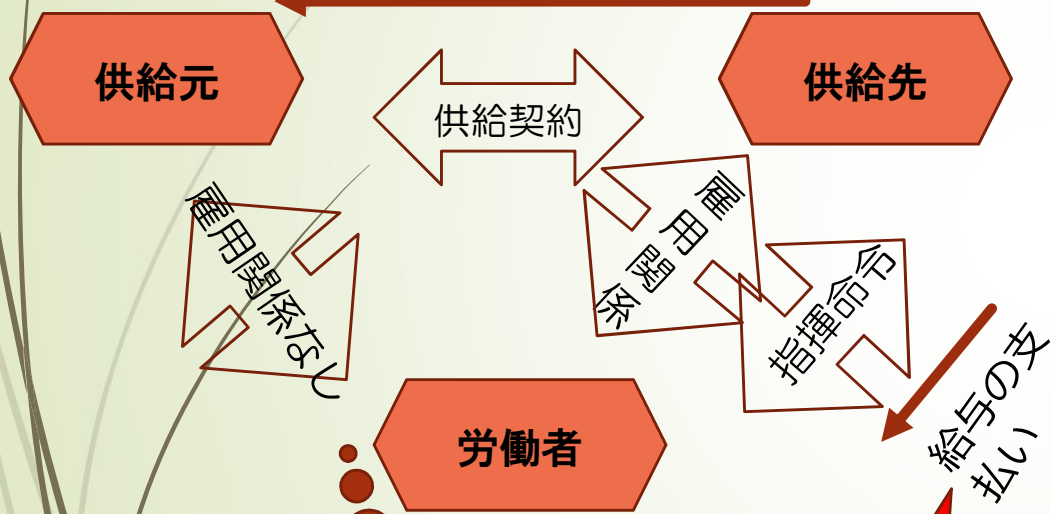 供給元
供給先
供給契約
雇用関係なし
雇用関係
指揮命令
給与の支
払い
労働者